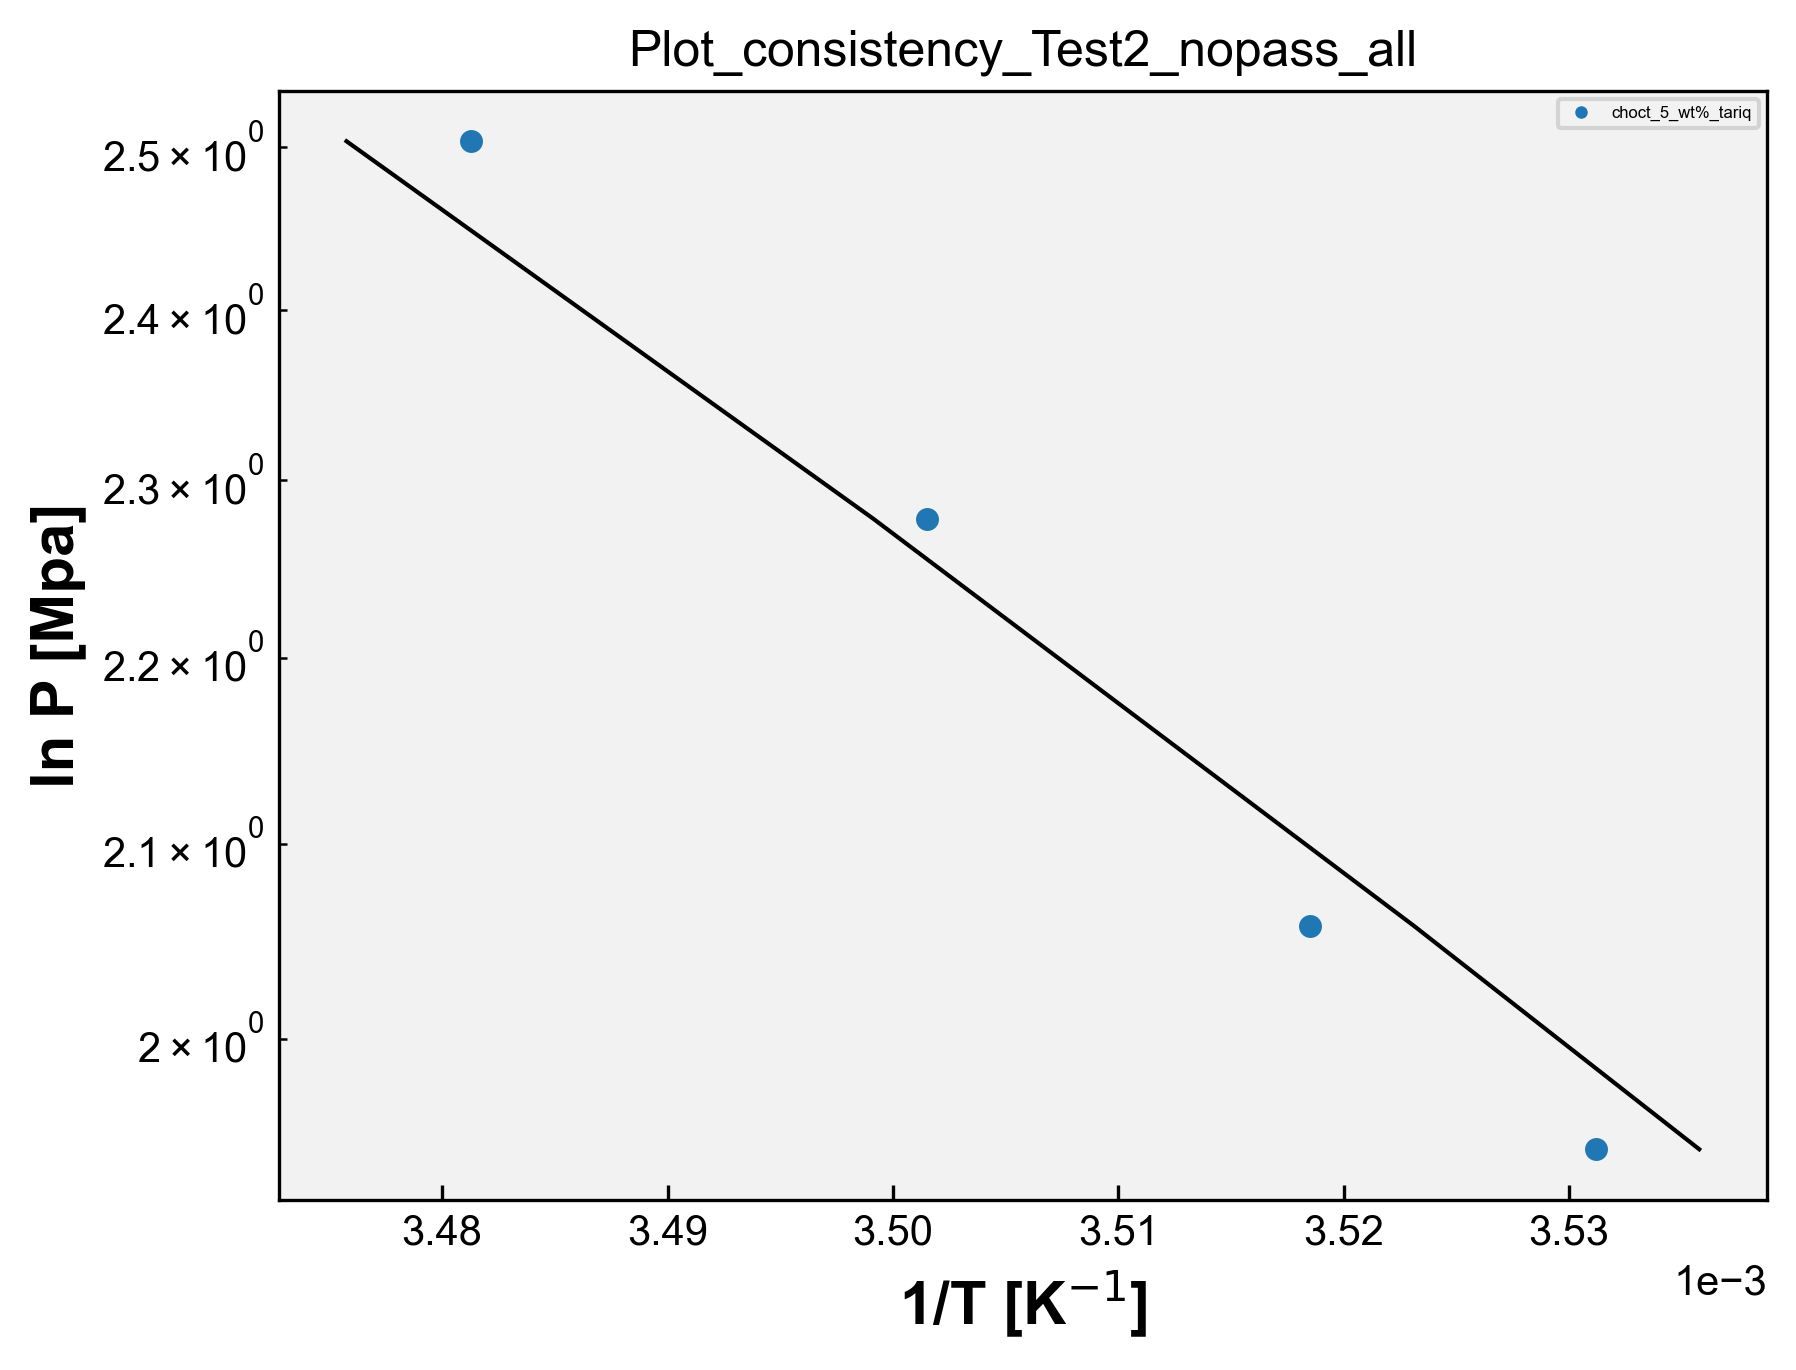 Plot_consistency_Test2_nopass_all
choct_5_wt%_tariq
2.5 × 10⁰
2.4 × 10⁰
2.3 × 10⁰
2.2 × 10⁰
2.1 × 10⁰
2 × 10⁰
ln P [Mpa]
3.48 3.49 3.50 3.51 3.52 3.53
1e−3
1/T [K⁻¹]